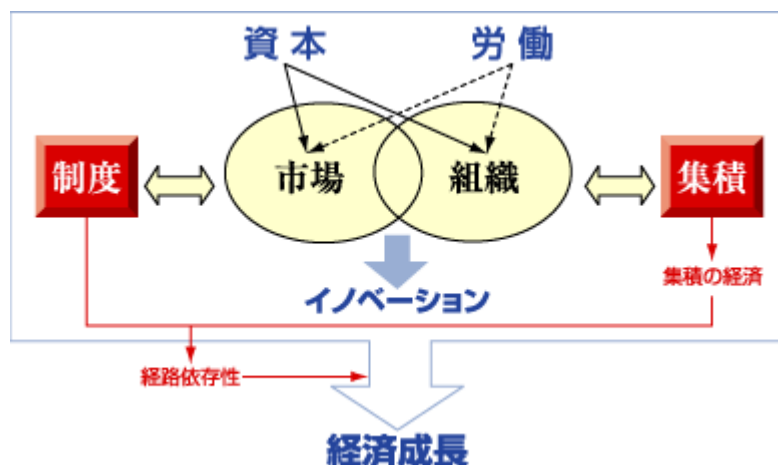 資本
労働
制度
市場
組織
集積
集積の経済
イノベーション
経路依存性
経済成長